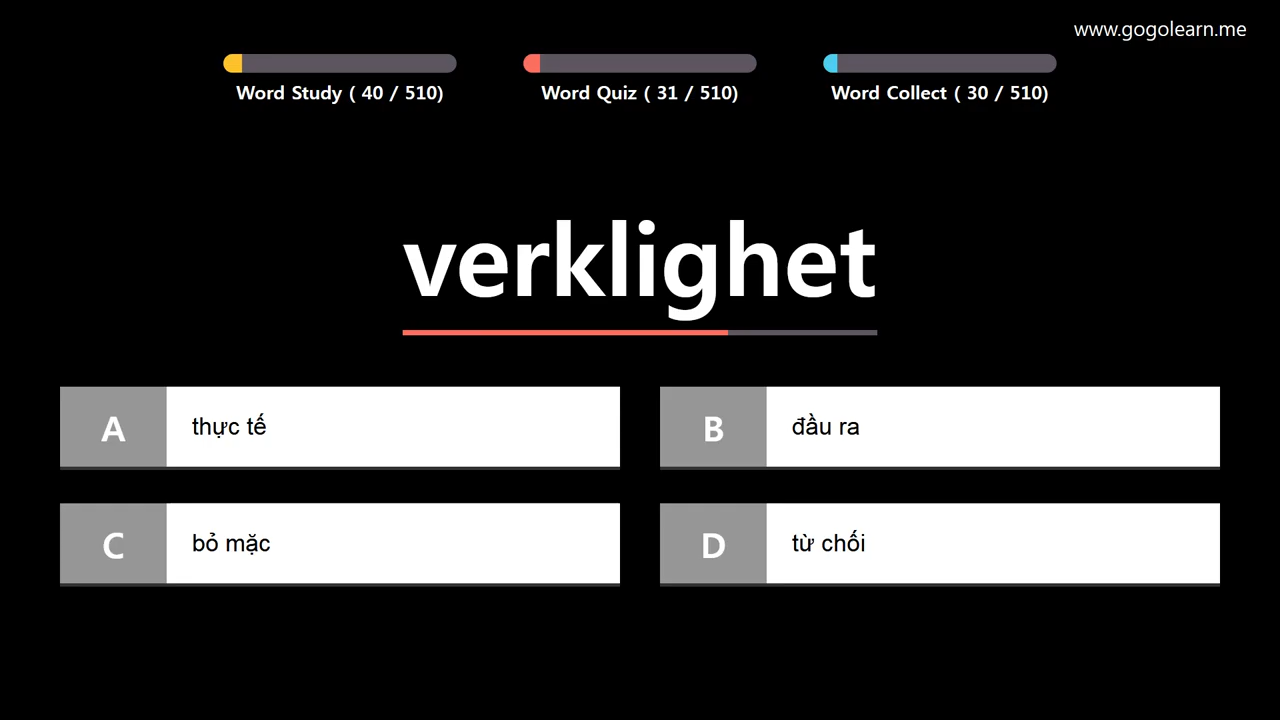 www.gogolearn.me
Word Study ( 40 / 510)
Word Quiz ( 31 / 510)
Word Collect ( 30 / 510)
verklighet
A thực tế
B đầu ra
C bỏ mặc
D từ chối